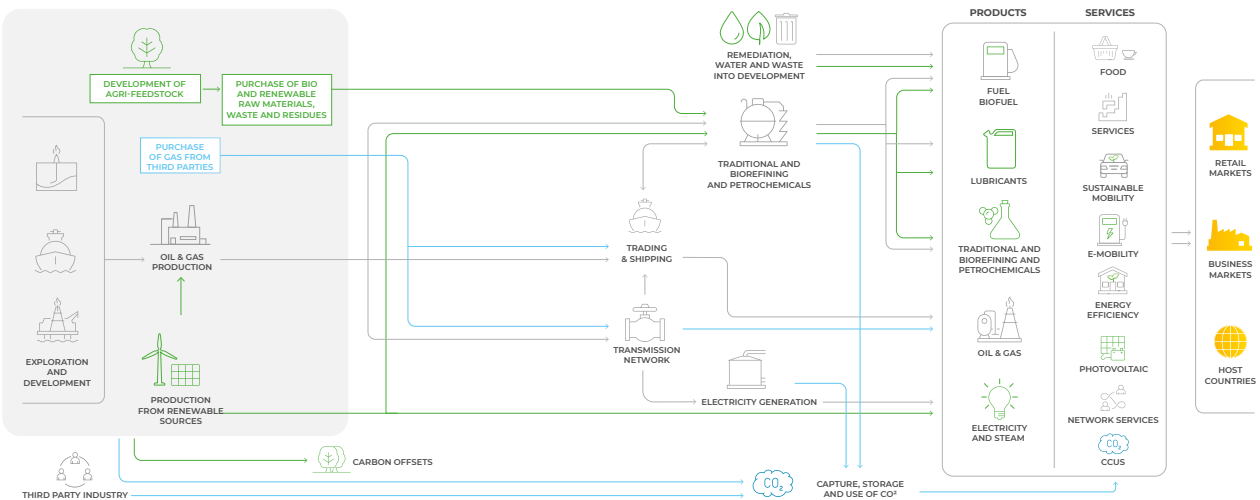 PRODUCTS
SERVICES
REMEDIATION,
WATER AND WASTE
INTO DEVELOPMENT
DEVELOPMENT OF
AGRI-FEEDSTOCK
PURCHASE OF BIO
AND RENEWABLE
RAW MATERIALS,
WASTE AND RESIDUES
PURCHASE
OF GAS FROM
THIRD PARTIES
OIL & GAS
PRODUCTION
EXPLORATION
AND
DEVELOPMENT
PRODUCTION
FROM RENEWABLE
SOURCES
CARBON OFFSETS
THIRD PARTY INDUSTRY
TRADITIONAL AND
BIOREFINING
AND PETROCHEMICALS
TRADING
& SHIPPING
TRANSMISSION
NETWORK
ELECTRICITY GENERATION
CO₂
CAPTURE, STORAGE
AND USE OF CO²
FUEL
BIOFUEL
LUBRICANTS
TRADITIONAL AND
BIOREFINING AND
PETROCHEMICALS
OIL & GAS
ELECTRICITY
AND STEAM
FOOD
SERVICES
SUSTAINABLE
MOBILITY
E-MOBILITY
ENERGY
EFFICIENCY
PHOTOVOLTAIC
NETWORK SERVICES
CO₂
CCUS
RETAIL
MARKETS
BUSINESS
MARKETS
HOST
COUNTRIES